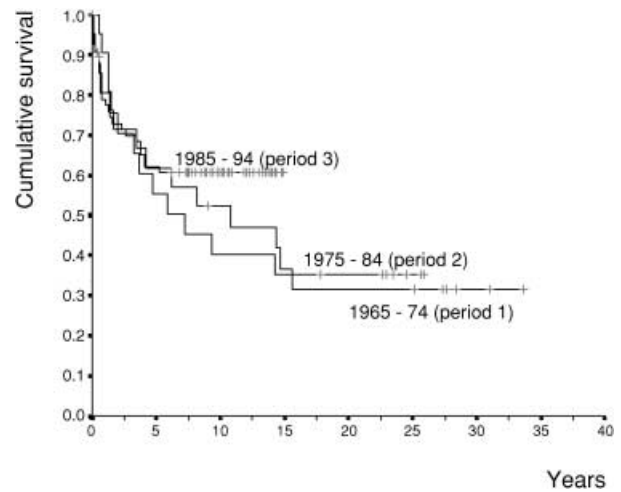 Cumulative survival
1.0
0.9
0.8
0.7
0.6
0.5
0.4
0.3
0.2
0.1
0.0
1985 - 94 (period 3)
1975 - 84 (period 2)
1965 - 74 (period 1)
0 5 10 15 20 25 30 35 40
Years